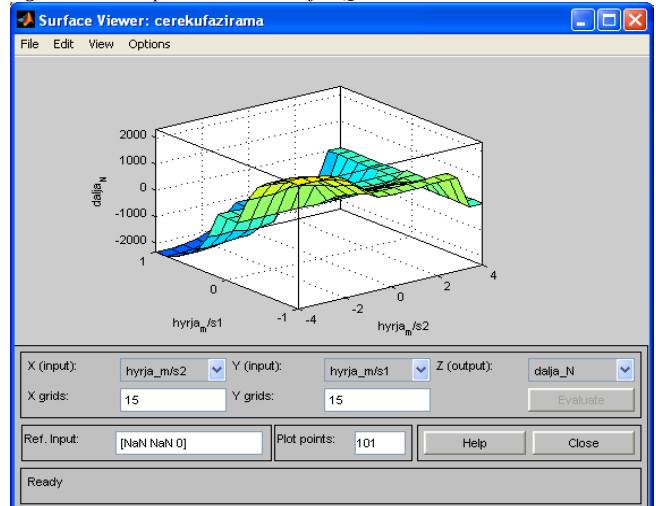 Surface Viewer: cerekufazirama
File Edit View Options
2000
1000
0
-1000
-2000
dalja_N
1
0
-1
hyrja_m/s1
-4
-2
0
2
4
hyrja_m/s2
X (input): hyrja_m/s2 Y (input): hyrja_m/s1 Z (output): dalja_N
X grids: 15 Y grids: 15 Evaluate
Ref. Input: [NaN NaN 0] Plot points: 101 Help Close
Ready